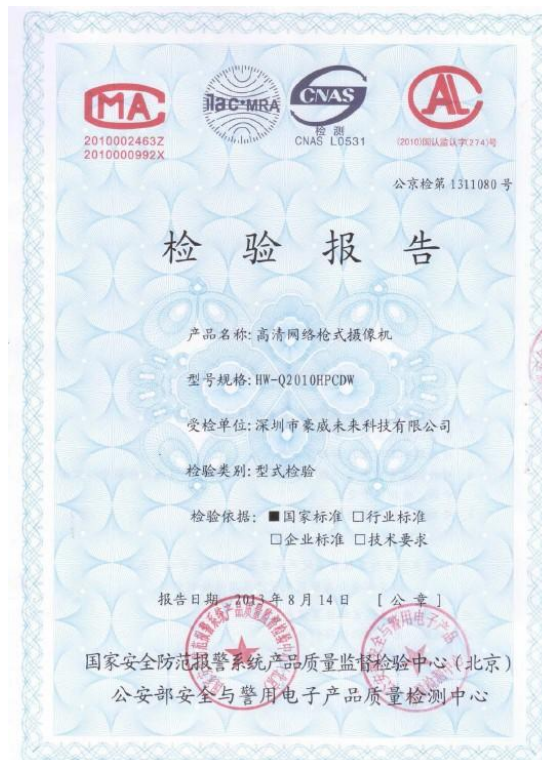 MA
ilac-MRA
CNAS
AL
2010002463Z
2010000992X
检 测
CNAS L0531
(2010)国认监认字(274)号
公京检第 1311080 号
检 验 报 告
产品名称: 高清网络枪式摄像机
型号规格: HW-Q2010HPCDW
受检单位: 深圳市豪威未来科技有限公司
检验类别: 型式检验
检验依据: ■国家标准 □行业标准
□企业标准 □技术要求
报告日期 2013 年 8 月 14 日 [ 公 章 ]
国家安全防范报警系统产品质量监督检验中心（北京）
公安部安全与警用电子产品质量检测中心